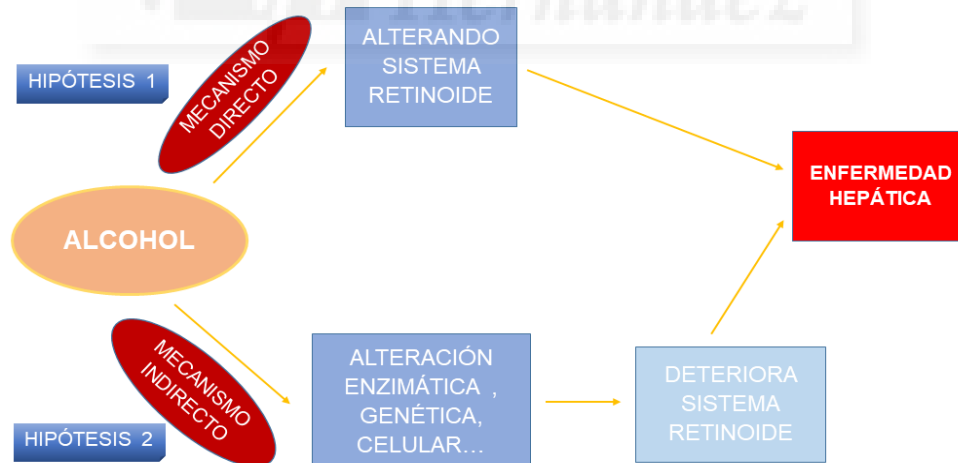 Hernández
HIPÓTESIS 1
MECANISMO
DIRECTO
ALTERANDO
SISTEMA
RETINOIDE
ENFERMEDAD
HEPÁTICA
ALCOHOL
MECANISMO
INDIRECTO
HIPÓTESIS 2
ALTERACIÓN
ENZIMÁTICA ,
GENÉTICA,
CELULAR...
DETERIORA
SISTEMA
RETINOIDE